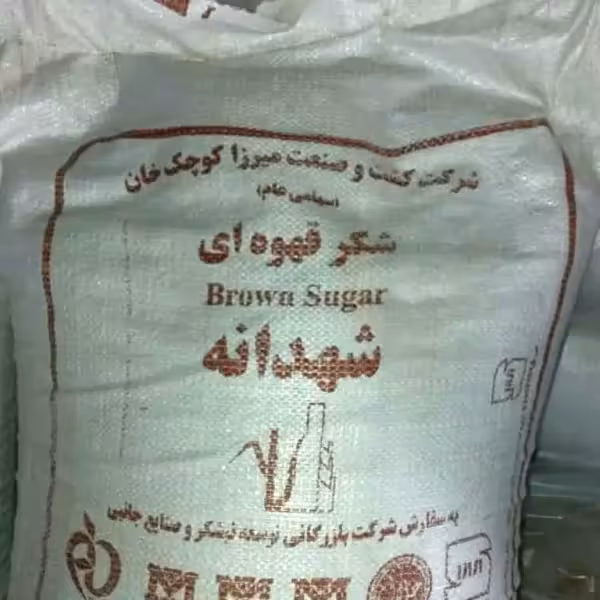 شرکت کشت و صنعت میرزا کوچک خان
(سهامی عام)
شکر قهوه ای
Brown Sugar
شهدانه
به سفارش شرکت بازرگانی توسعه نیشکر و صنایع جانبی